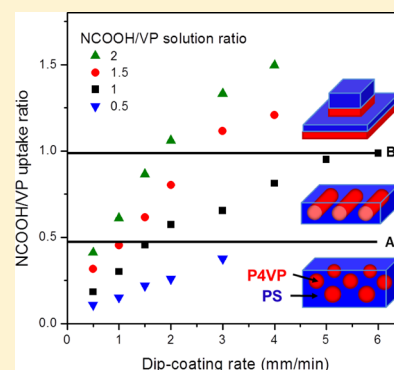 NCOOH/VP solution ratio
2
1.5
1
0.5
NCOOH/VP uptake ratio
1.5
1.0
0.5
0.0
B
A
P4VP
PS
0 1 2 3 4 5 6
Dip-coating rate (mm/min)